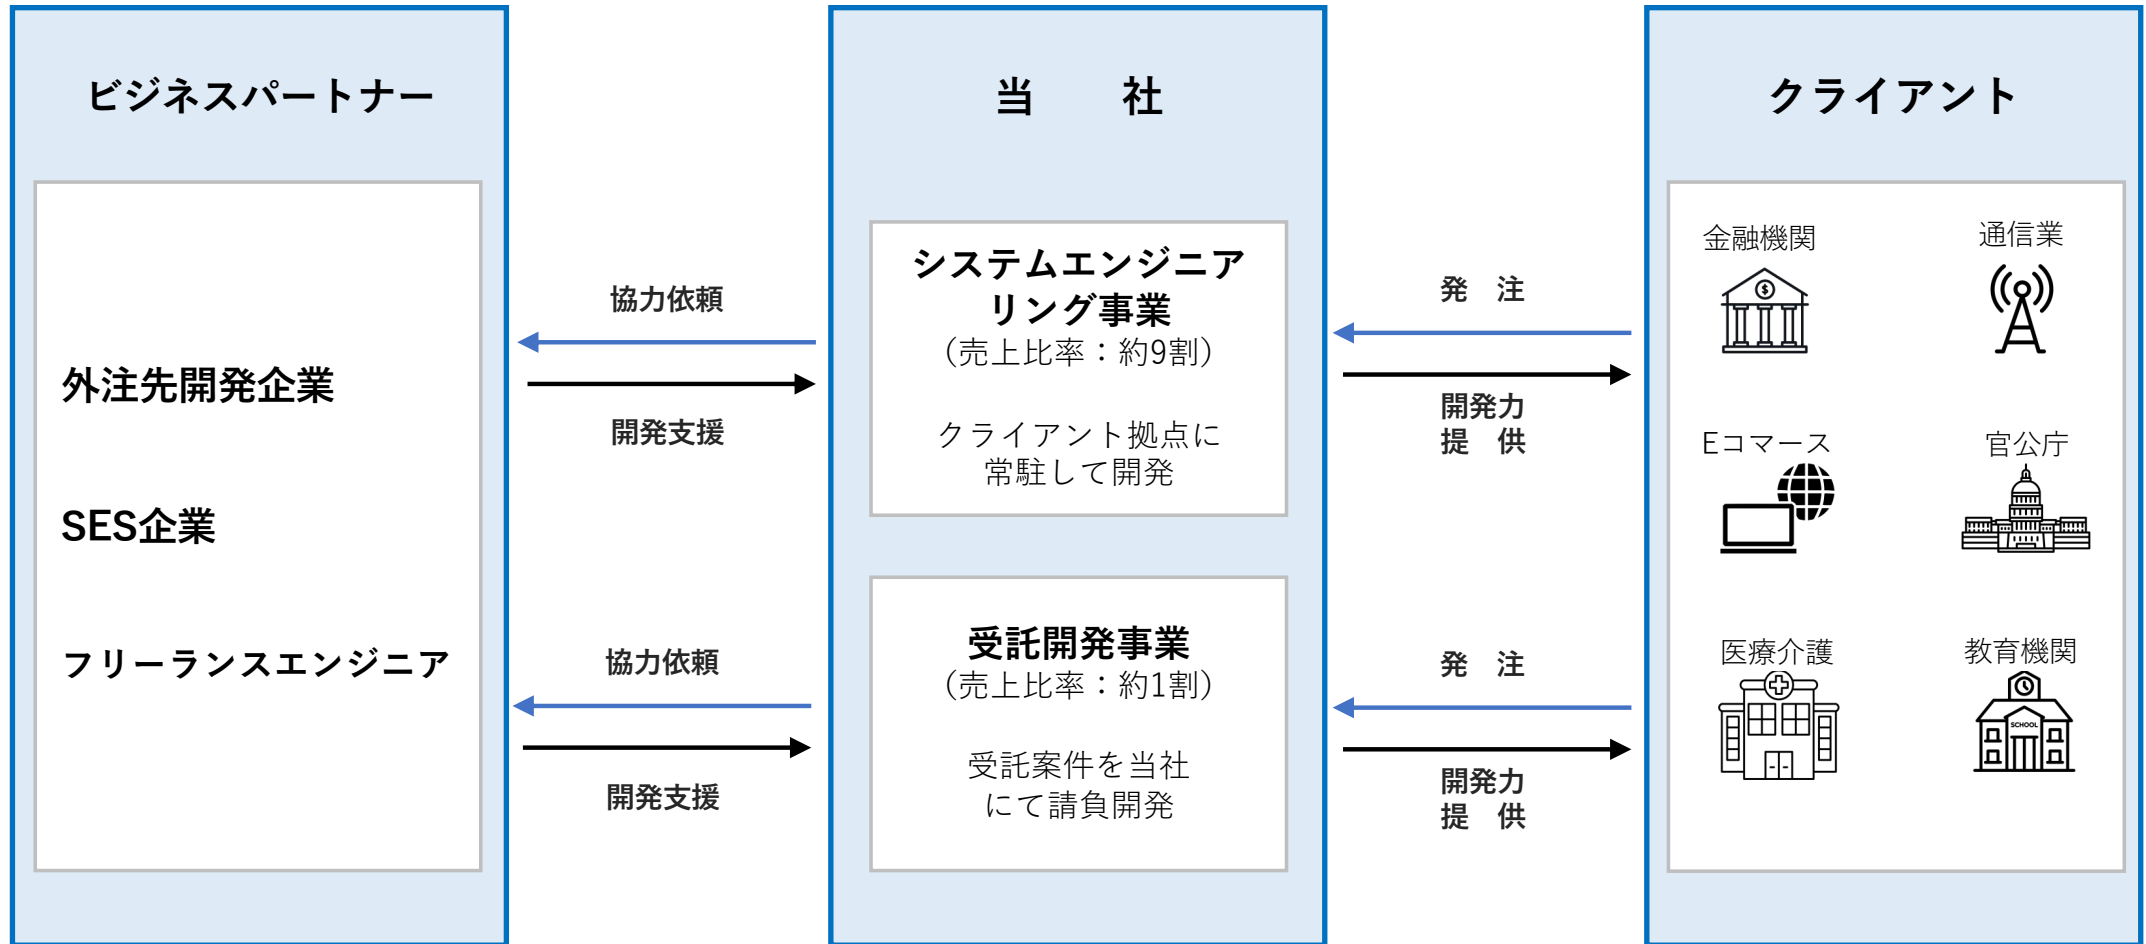 ビジネスパートナー
外注先開発企業
SES企業
フリーランスエンジニア
協力依頼
開発支援
協力依頼
開発支援
当　　社
システムエンジニア
リング事業
（売上比率：約9割）
クライアント拠点に
常駐して開発
受託開発事業
（売上比率：約1割）
受託案件を当社
にて請負開発
発　注
開発力
提　供
発　注
開発力
提　供
クライアント
金融機関
通信業
Eコマース
官公庁
医療介護
教育機関
SCHOOL